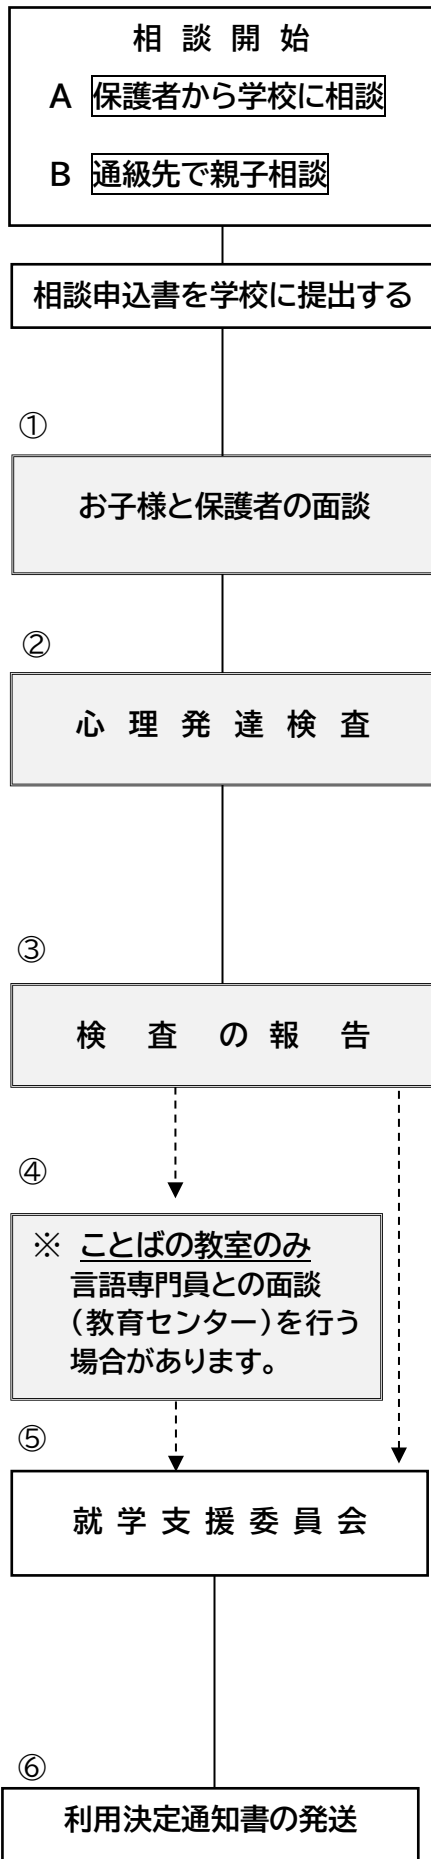 相談開始
A 保護者から学校に相談
B 通級先で親子相談
相談申込書を学校に提出する
①
お子様と保護者の面談
②
心理発達検査
③
検査の報告
④
※ ことばの教室のみ
言語専門員との面談
(教育センター)を行う
場合があります。
⑤
就学支援委員会
⑥
利用決定通知書の発送